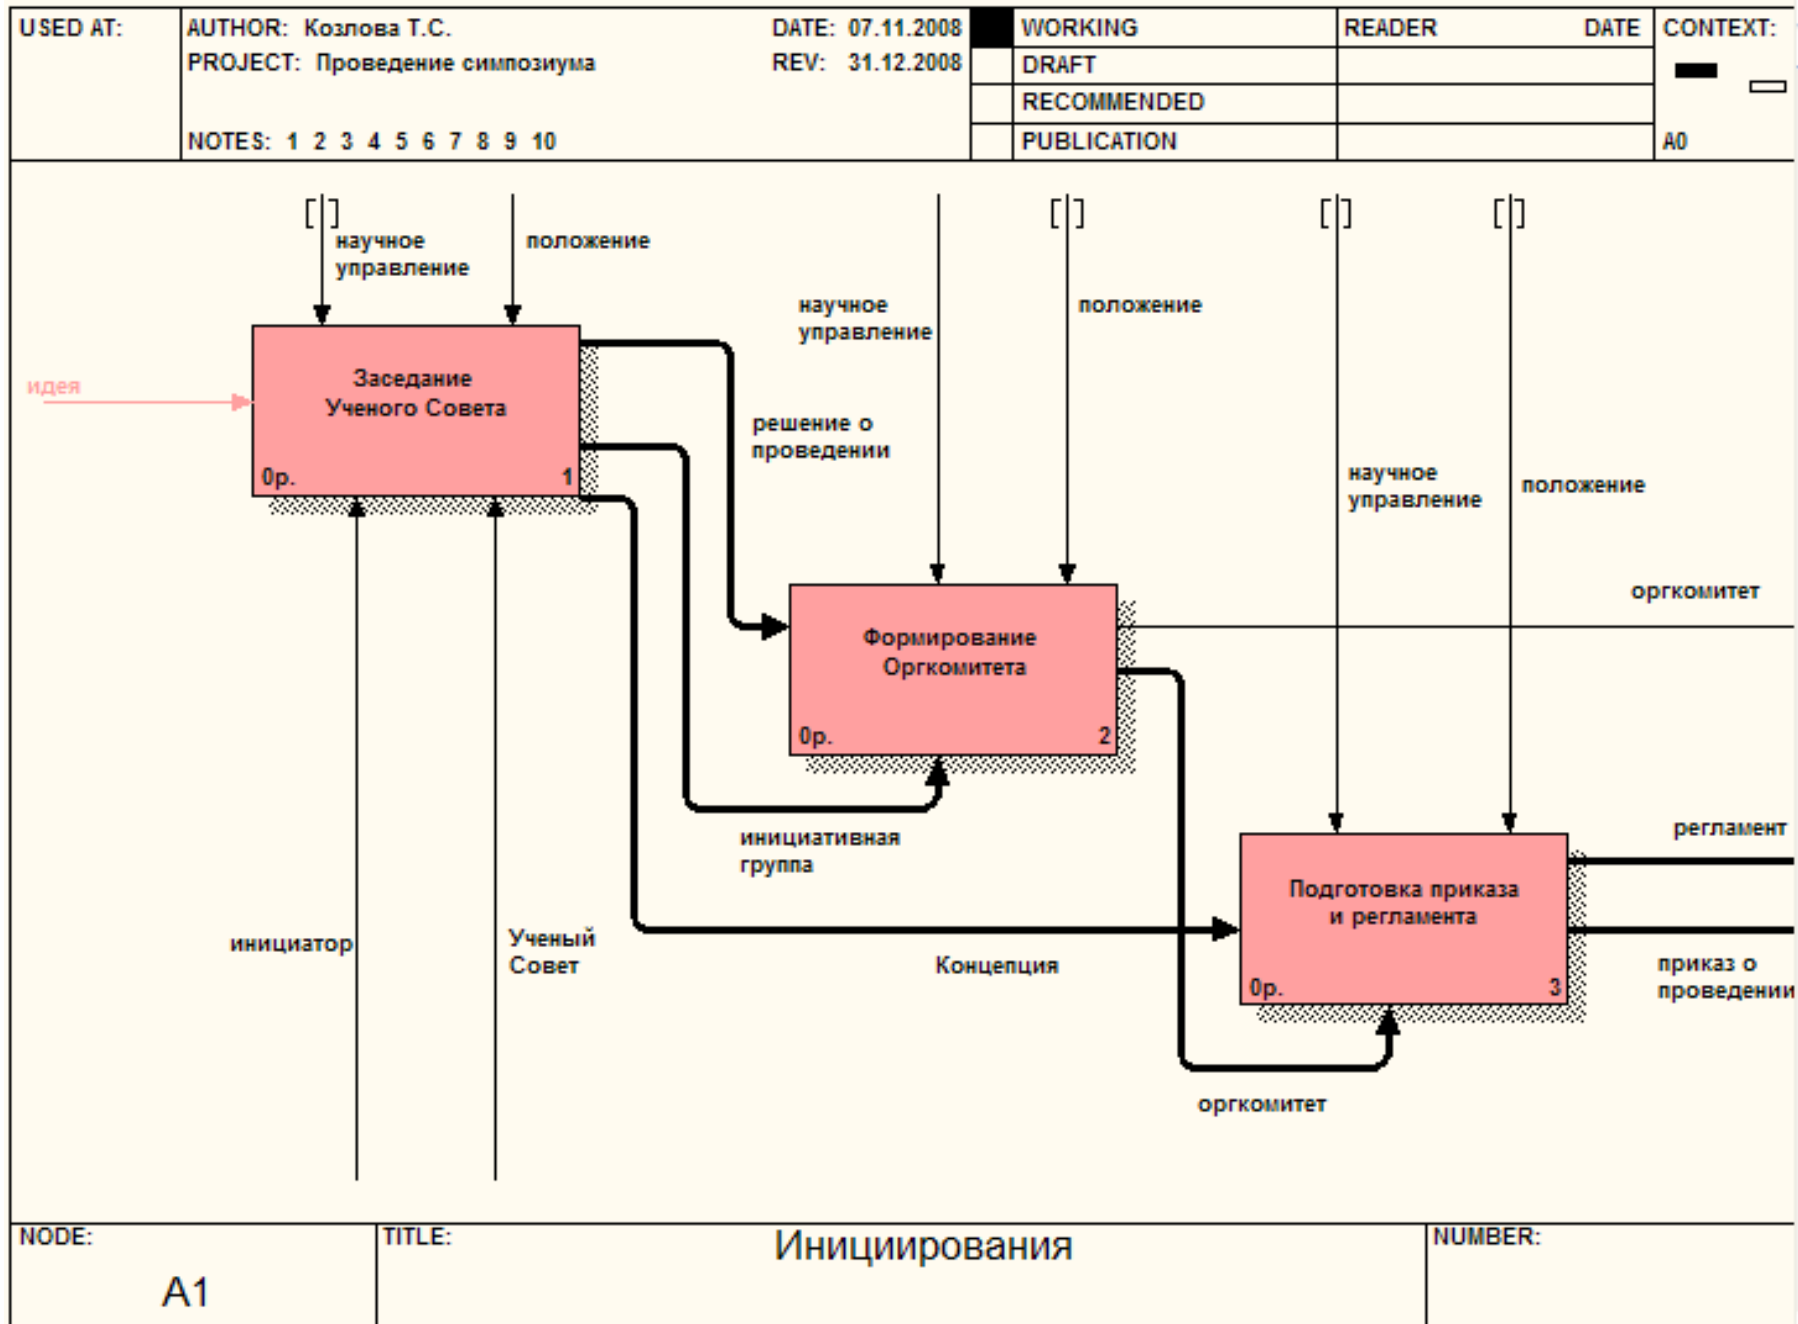 USED AT:
AUTHOR: Козлова Т.С.
DATE: 07.11.2008
WORKING
READER
DATE
CONTEXT:
PROJECT: Проведение симпозиума
REV: 31.12.2008
DRAFT
RECOMMENDED
NOTES: 1 2 3 4 5 6 7 8 9 10
PUBLICATION
A0
научное
управление
положение
научное
управление
положение
идея
Заседание
Ученого Совета
0р.
1
решение о
проведении
научное
управление
положение
оргкомитет
Формирование
Оргкомитета
0р.
2
инициативная
группа
регламент
Подготовка приказа
и регламента
0р.
3
инициатор
Ученый
Совет
Концепция
приказ о
проведении
оргкомитет
NODE:
TITLE:
Инициирования
NUMBER:
A1